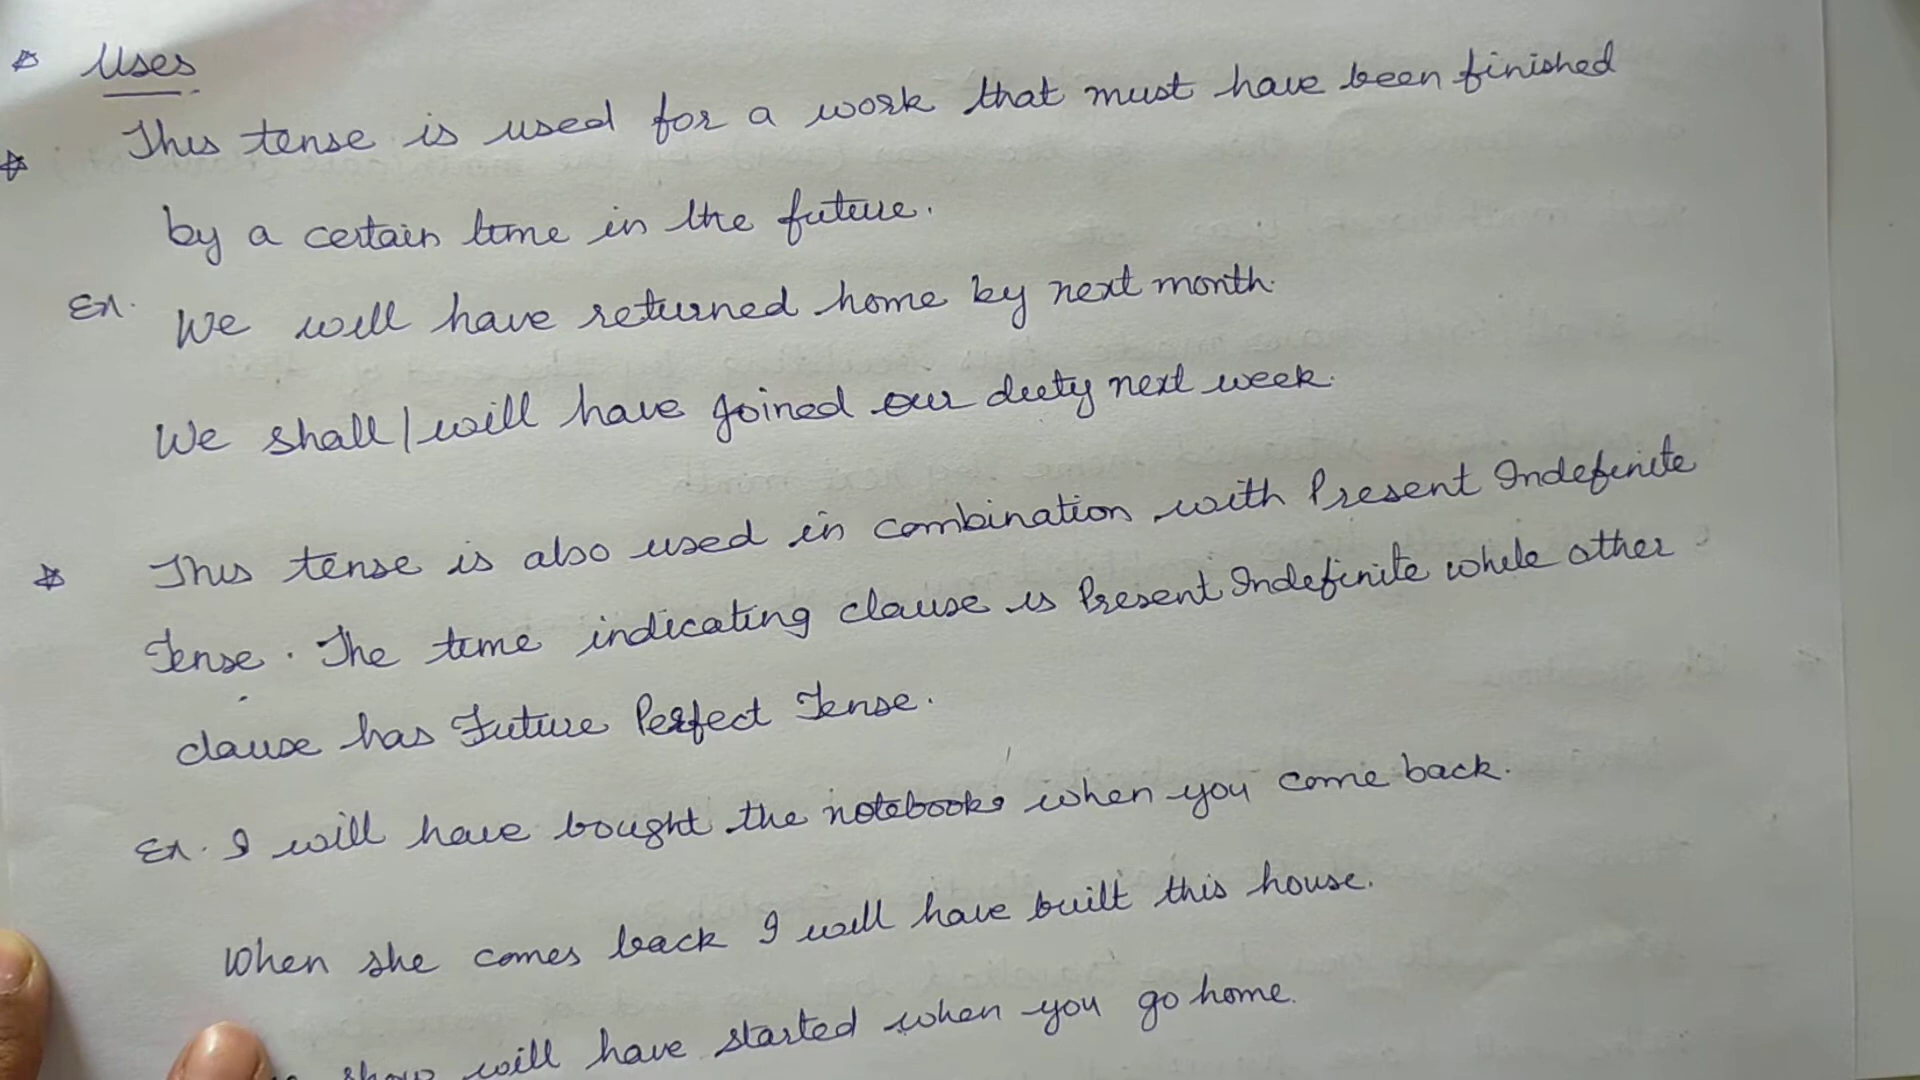 Uses
This tense is used for a work that must have been finished
by a certain time in the future.
Ex. We will have returned home by next month.
We shall / will have joined our duty next week.
This tense is also used in combination with Present Indefinite
Tense. The time indicating clause is Present Indefinite while other
clause has Future Perfect Tense.
Ex. I will have bought the notebooks when you come back.
When she comes back I will have built this house.
show will have started when you go home.